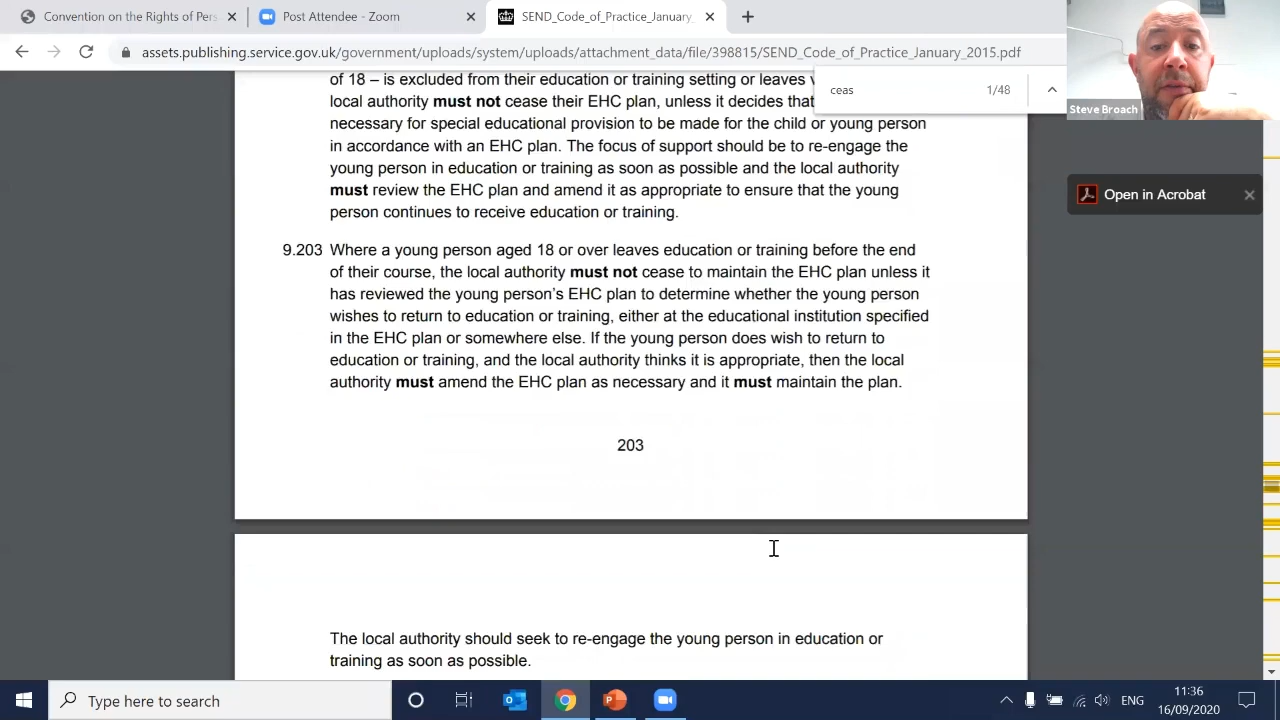 Convention on the Rights of Pers
Post Attendee - Zoom
SEND_Code_of_Practice_January_
assets.publishing.service.gov.uk/government/uploads/system/uploads/attachment_data/file/398815/SEND_Code_of_Practice_January_2015.pdf
ceas
1/48
Steve Broach
Open in Acrobat
of 18 – is excluded from their education or training setting or leaves
local authority must not cease their EHC plan, unless it decides that
necessary for special educational provision to be made for the child or young person
in accordance with an EHC plan. The focus of support should be to re-engage the
young person in education or training as soon as possible and the local authority
must review the EHC plan and amend it as appropriate to ensure that the young
person continues to receive education or training.
9.203 Where a young person aged 18 or over leaves education or training before the end
of their course, the local authority must not cease to maintain the EHC plan unless it
has reviewed the young person's EHC plan to determine whether the young person
wishes to return to education or training, either at the educational institution specified
in the EHC plan or somewhere else. If the young person does wish to return to
education or training, and the local authority thinks it is appropriate, then the local
authority must amend the EHC plan as necessary and it must maintain the plan.
203
The local authority should seek to re-engage the young person in education or
training as soon as possible.
Type here to search
ENG
11:36
16/09/2020